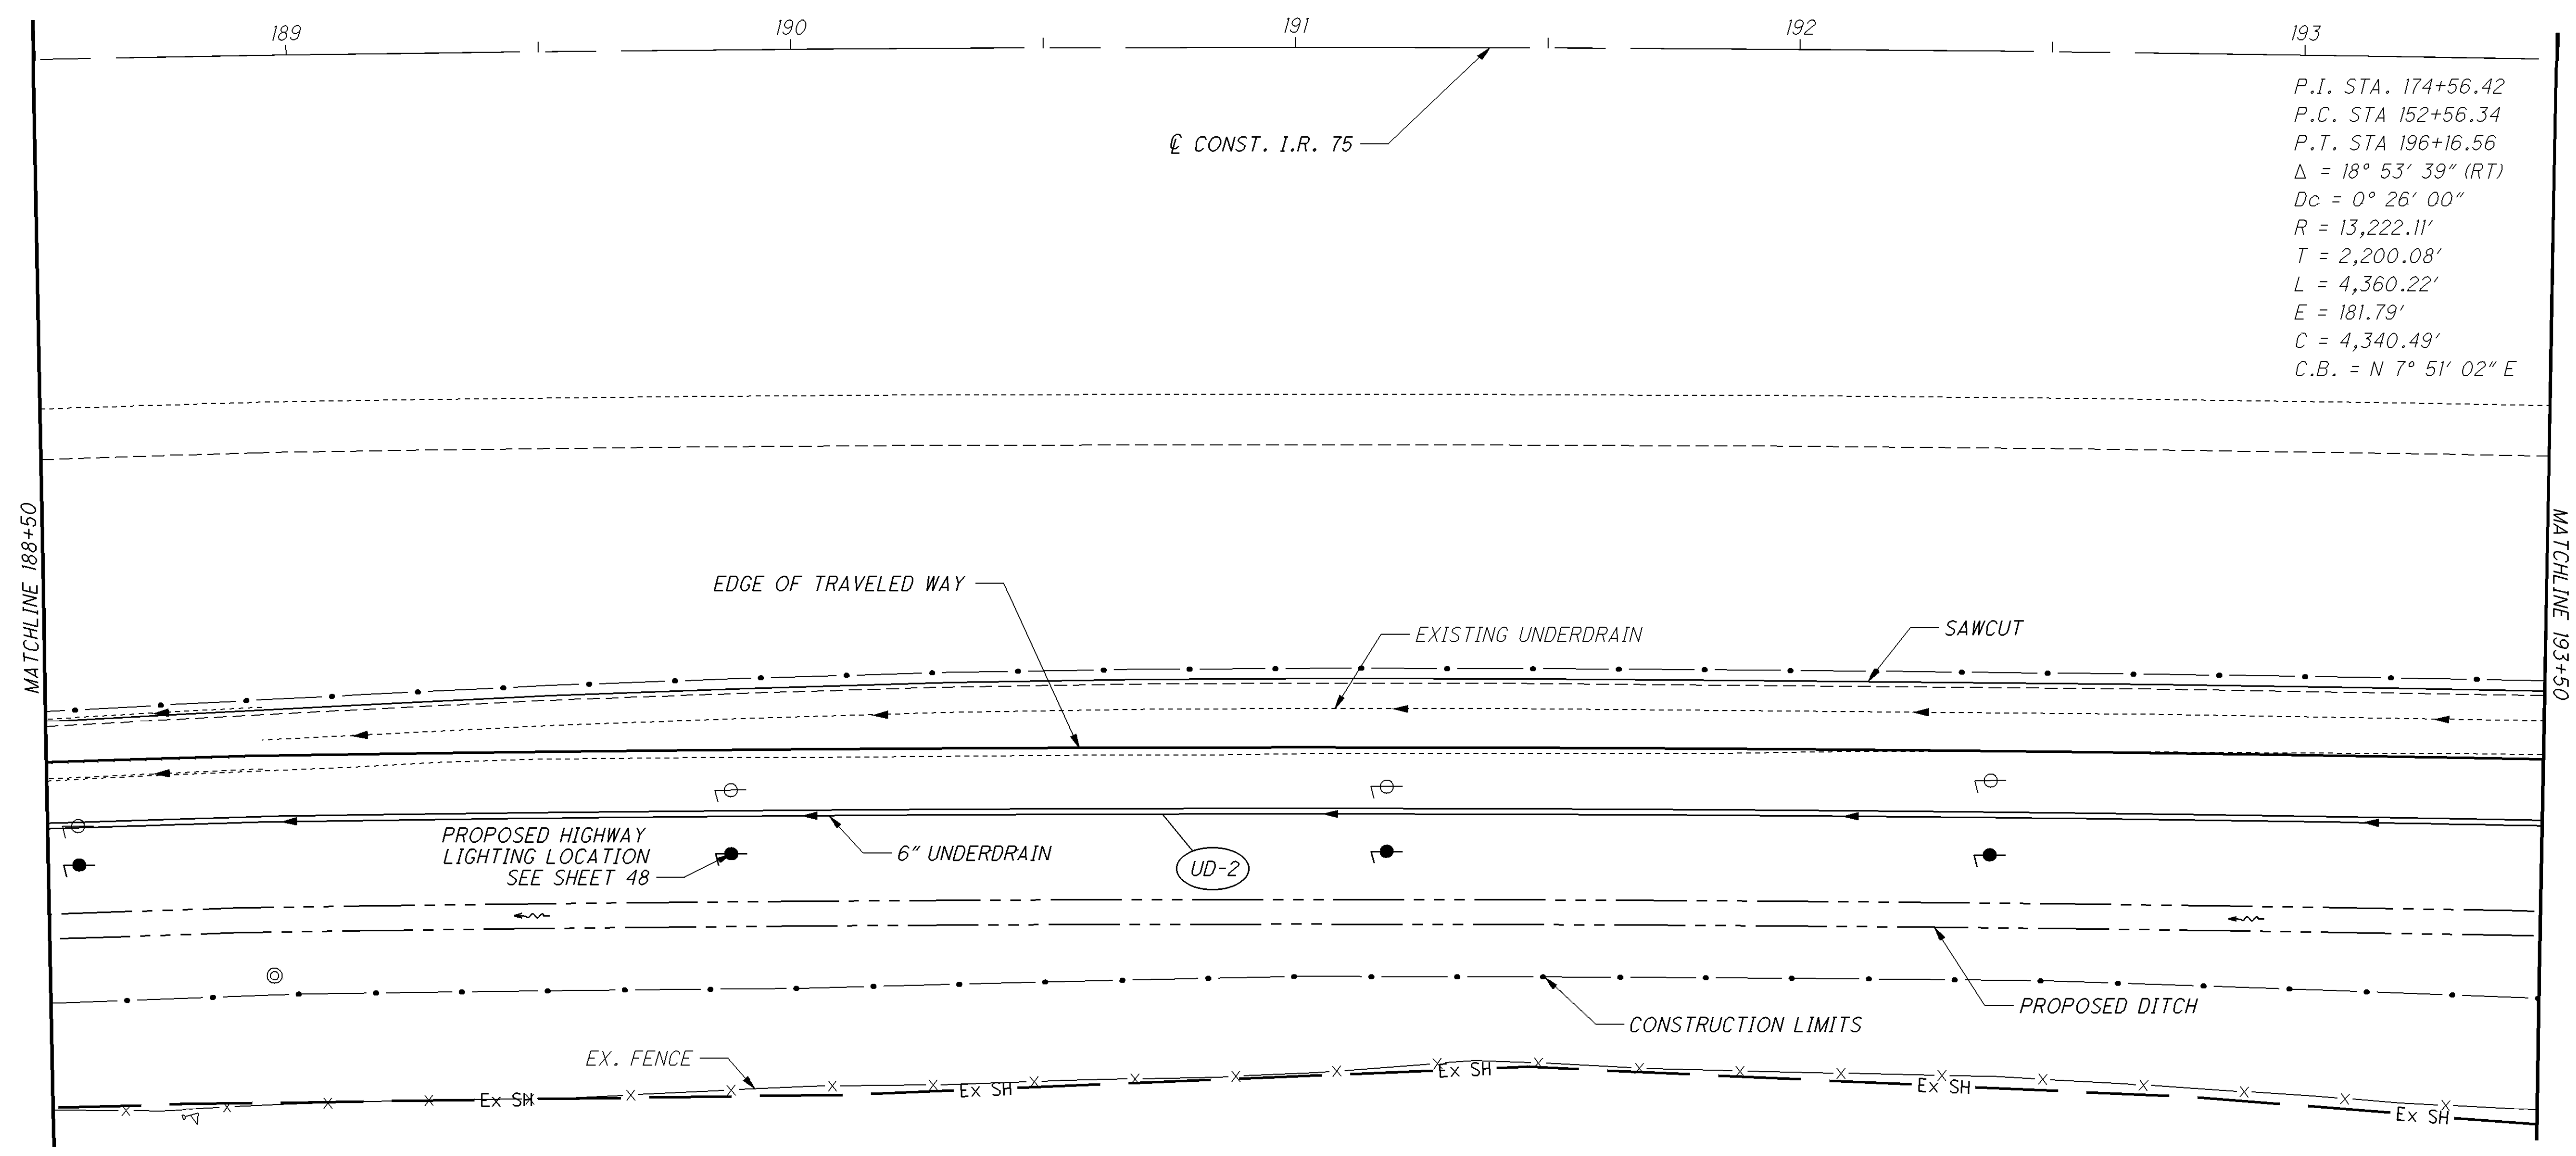 189 190 191 192 193
P.I. STA. 174+56.42
P.C. STA 152+56.34
P.T. STA 196+16.56
Δ = 18° 53' 39" (RT)
Dc = 0° 26' 00"
R = 13,222.11'
T = 2,200.08'
L = 4,360.22'
E = 181.79'
C = 4,340.49'
C.B. = N 7° 51' 02" E
℄ CONST. I.R. 75
MATCHLINE 188+50
MATCHLINE 193+50
EDGE OF TRAVELED WAY
EXISTING UNDERDRAIN
SAWCUT
PROPOSED HIGHWAY
LIGHTING LOCATION
SEE SHEET 48
6" UNDERDRAIN
UD-2
PROPOSED DITCH
CONSTRUCTION LIMITS
EX. FENCE
Ex SH
Ex SH
Ex SH
Ex SH
Ex SH